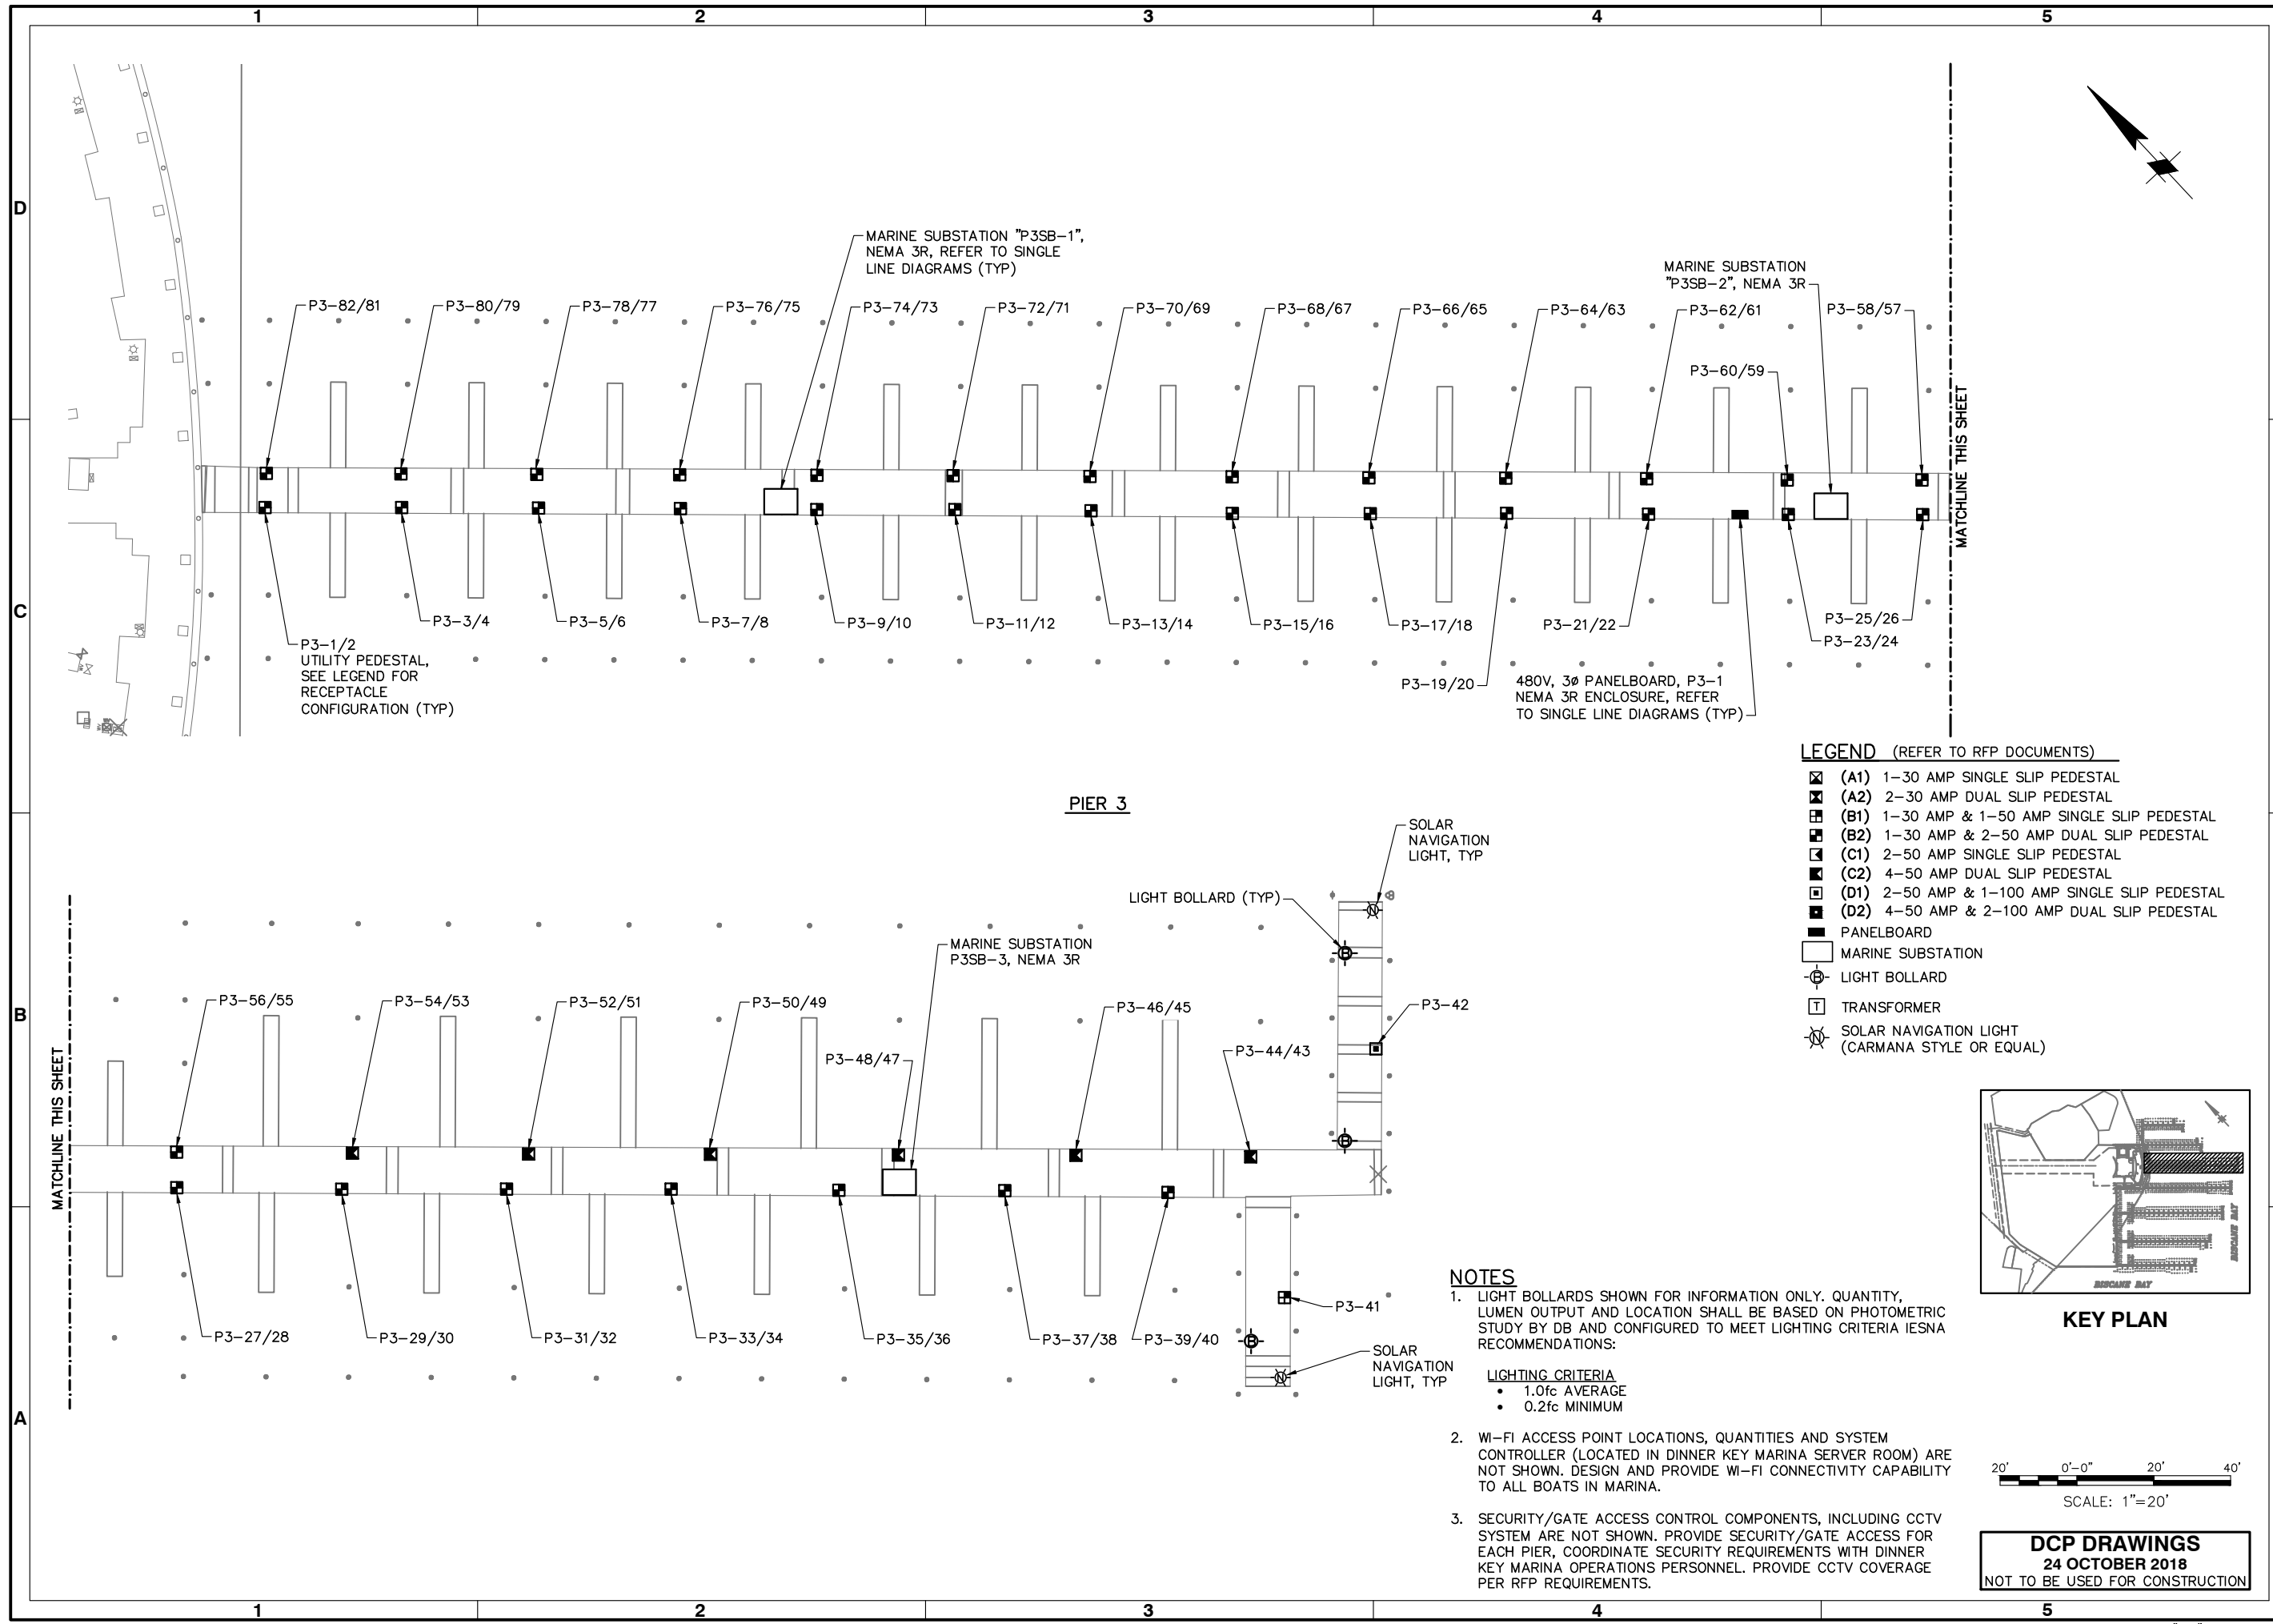 1 2 3 4 5
D
MARINE SUBSTATION "P3SB-1",
NEMA 3R, REFER TO SINGLE
LINE DIAGRAMS (TYP)
MARINE SUBSTATION
"P3SB-2", NEMA 3R
P3-82/81
P3-80/79
P3-78/77
P3-76/75
P3-74/73
P3-72/71
P3-70/69
P3-68/67
P3-66/65
P3-64/63
P3-62/61
P3-58/57
P3-60/59
MATCHLINE THIS SHEET
C
P3-1/2
UTILITY PEDESTAL,
SEE LEGEND FOR
RECEPTACLE
CONFIGURATION (TYP)
P3-3/4
P3-5/6
P3-7/8
P3-9/10
P3-11/12
P3-13/14
P3-15/16
P3-17/18
P3-19/20
P3-21/22
P3-25/26
P3-23/24
480V, 3ø PANELBOARD, P3-1
NEMA 3R ENCLOSURE, REFER
TO SINGLE LINE DIAGRAMS (TYP)
LEGEND (REFER TO RFP DOCUMENTS)
(A1) 1-30 AMP SINGLE SLIP PEDESTAL
(A2) 2-30 AMP DUAL SLIP PEDESTAL
(B1) 1-30 AMP & 1-50 AMP SINGLE SLIP PEDESTAL
(B2) 1-30 AMP & 2-50 AMP DUAL SLIP PEDESTAL
(C1) 2-50 AMP SINGLE SLIP PEDESTAL
(C2) 4-50 AMP DUAL SLIP PEDESTAL
(D1) 2-50 AMP & 1-100 AMP SINGLE SLIP PEDESTAL
(D2) 4-50 AMP & 2-100 AMP DUAL SLIP PEDESTAL
PANELBOARD
MARINE SUBSTATION
B LIGHT BOLLARD
T TRANSFORMER
N SOLAR NAVIGATION LIGHT
(CARMANA STYLE OR EQUAL)
PIER 3
SOLAR
NAVIGATION
LIGHT, TYP
LIGHT BOLLARD (TYP)
N
B
MARINE SUBSTATION
P3SB-3, NEMA 3R
B
MATCHLINE THIS SHEET
P3-56/55
P3-54/53
P3-52/51
P3-50/49
P3-48/47
P3-46/45
P3-44/43
P3-42
B
P3-27/28
P3-29/30
P3-31/32
P3-33/34
P3-35/36
P3-37/38
P3-39/40
P3-41
B
N
SOLAR
NAVIGATION
LIGHT, TYP
A
NOTES
1. LIGHT BOLLARDS SHOWN FOR INFORMATION ONLY. QUANTITY,
LUMEN OUTPUT AND LOCATION SHALL BE BASED ON PHOTOMETRIC
STUDY BY DB AND CONFIGURED TO MEET LIGHTING CRITERIA IESNA
RECOMMENDATIONS:
LIGHTING CRITERIA
• 1.0fc AVERAGE
• 0.2fc MINIMUM
2. WI-FI ACCESS POINT LOCATIONS, QUANTITIES AND SYSTEM
CONTROLLER (LOCATED IN DINNER KEY MARINA SERVER ROOM) ARE
NOT SHOWN. DESIGN AND PROVIDE WI-FI CONNECTIVITY CAPABILITY
TO ALL BOATS IN MARINA.
3. SECURITY/GATE ACCESS CONTROL COMPONENTS, INCLUDING CCTV
SYSTEM ARE NOT SHOWN. PROVIDE SECURITY/GATE ACCESS FOR
EACH PIER, COORDINATE SECURITY REQUIREMENTS WITH DINNER
KEY MARINA OPERATIONS PERSONNEL. PROVIDE CCTV COVERAGE
PER RFP REQUIREMENTS.
BISCANE BAY
BISCANE BAY
KEY PLAN
20' 0'-0" 20' 40'
SCALE: 1"=20'
DCP DRAWINGS
24 OCTOBER 2018
NOT TO BE USED FOR CONSTRUCTION
1 2 3 4 5